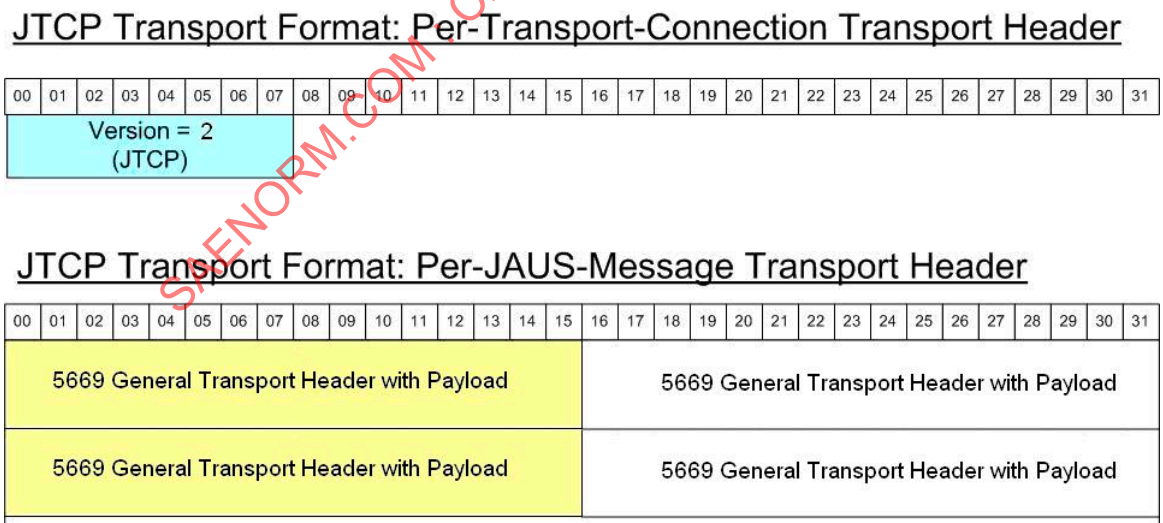 JTCP Transport Format: Per-Transport-Connection Transport Header
00 01 02 03 04 05 06 07 08 09 10 11 12 13 14 15 16 17 18 19 20 21 22 23 24 25 26 27 28 29 30 31
Version = 2
(JTCP)
JTCP Transport Format: Per-JAUS-Message Transport Header
00 01 02 03 04 05 06 07 08 09 10 11 12 13 14 15 16 17 18 19 20 21 22 23 24 25 26 27 28 29 30 31
5669 General Transport Header with Payload 5669 General Transport Header with Payload
5669 General Transport Header with Payload 5669 General Transport Header with Payload
SAENORM.COM